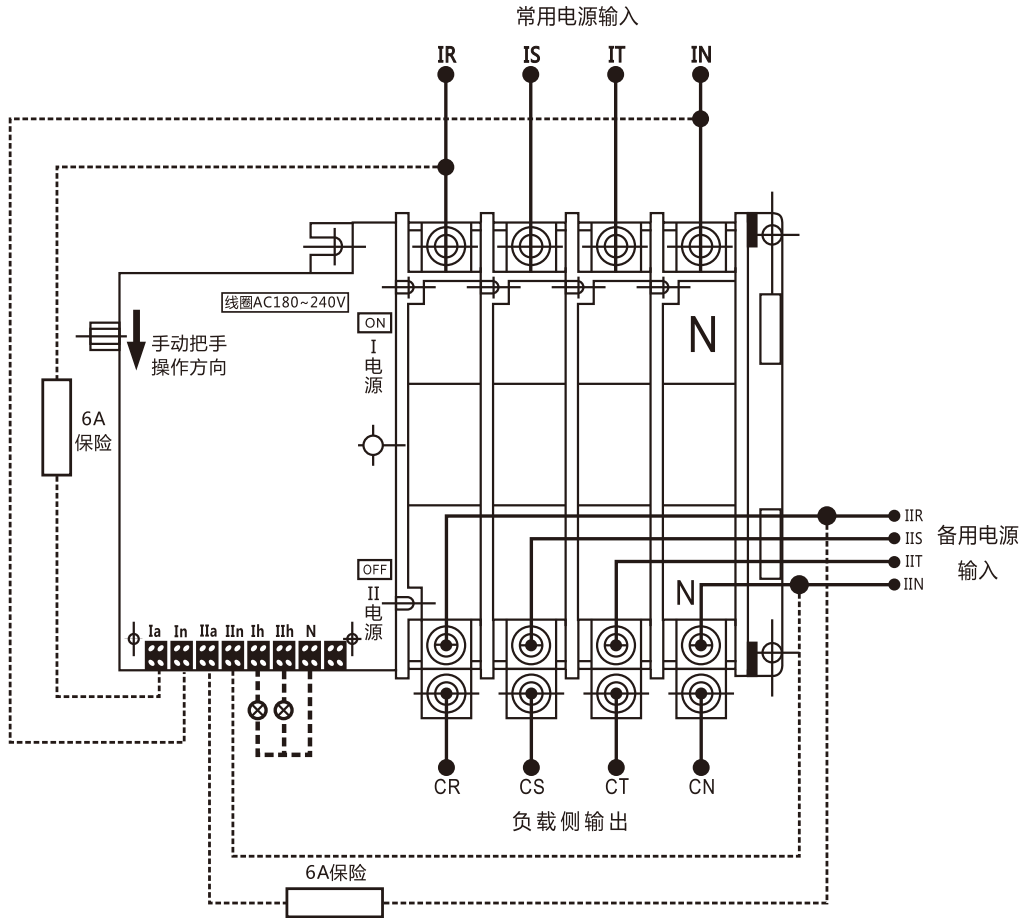 常用电源输入
IR IS IT IN
线圈AC180~240V
ON
I
电
源
N
手动把手
操作方向
6A
保险
IIR
IIS
IIT
IIN
备用电源
输入
OFF
II
电
源
N
Ia In IIa IIn Ih IIh N
CR CS CT CN
负载侧输出
6A保险